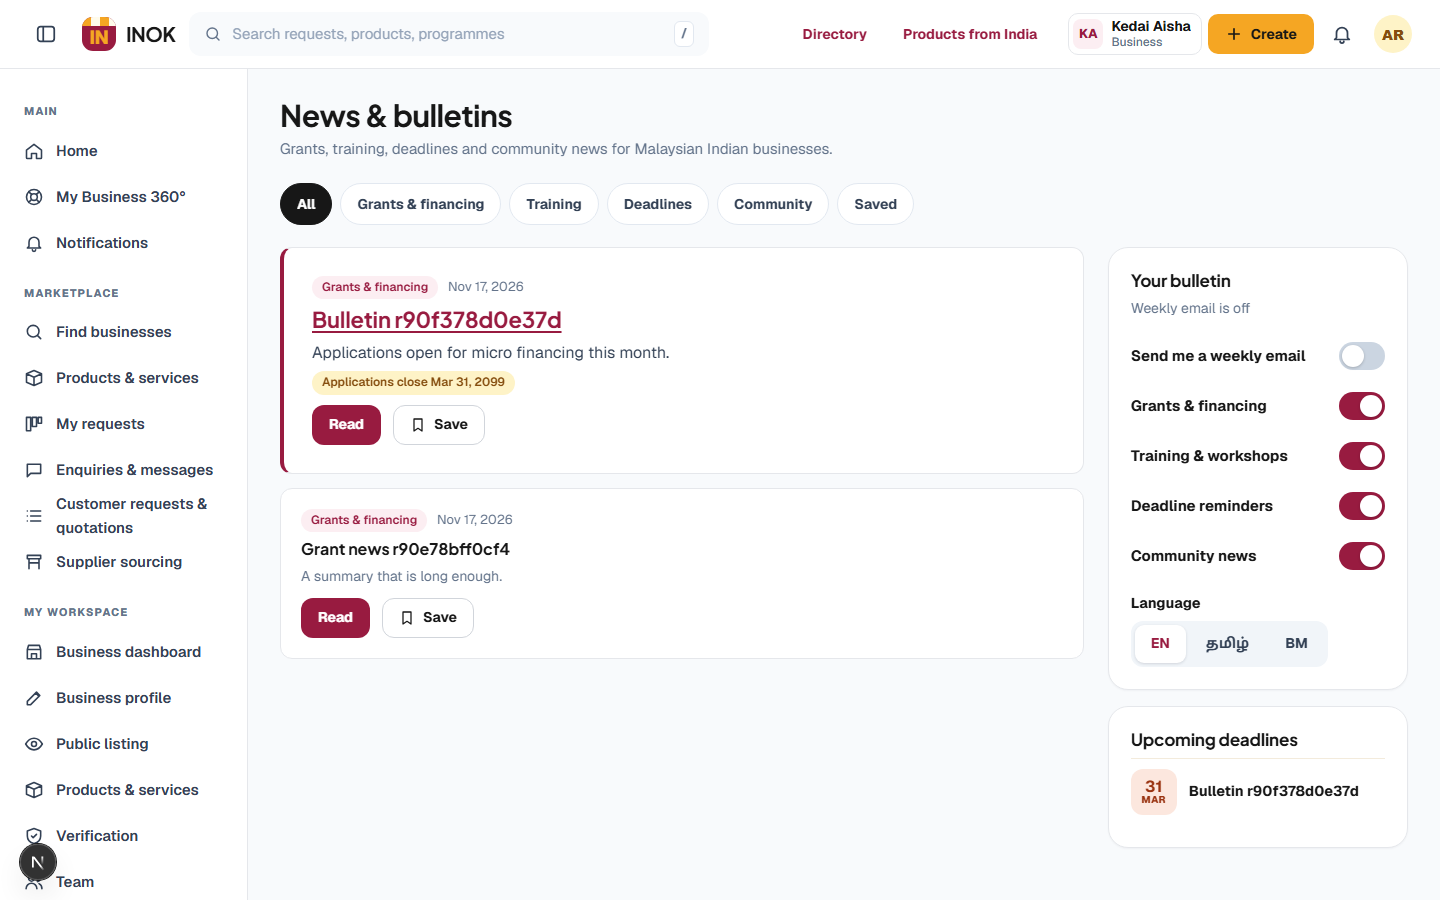 IN INOK
Search requests, products, programmes
/
Directory
Products from India
KA
Kedai Aisha
Business
Create
AR
MAIN
Home
My Business 360°
Notifications
MARKETPLACE
Find businesses
Products & services
My requests
Enquiries & messages
Customer requests &
quotations
Supplier sourcing
MY WORKSPACE
Business dashboard
Business profile
Public listing
Products & services
Verification
N
Team
News & bulletins
Grants, training, deadlines and community news for Malaysian Indian businesses.
All
Grants & financing
Training
Deadlines
Community
Saved
Grants & financing Nov 17, 2026
Bulletin r90f378d0e37d
Applications open for micro financing this month.
Applications close Mar 31, 2099
Read
Save
Grants & financing Nov 17, 2026
Grant news r90e78bff0cf4
A summary that is long enough.
Read
Save
Your bulletin
Weekly email is off
Send me a weekly email
Grants & financing
Training & workshops
Deadline reminders
Community news
Language
EN தமிழ் BM
Upcoming deadlines
31
MAR
Bulletin r90f378d0e37d